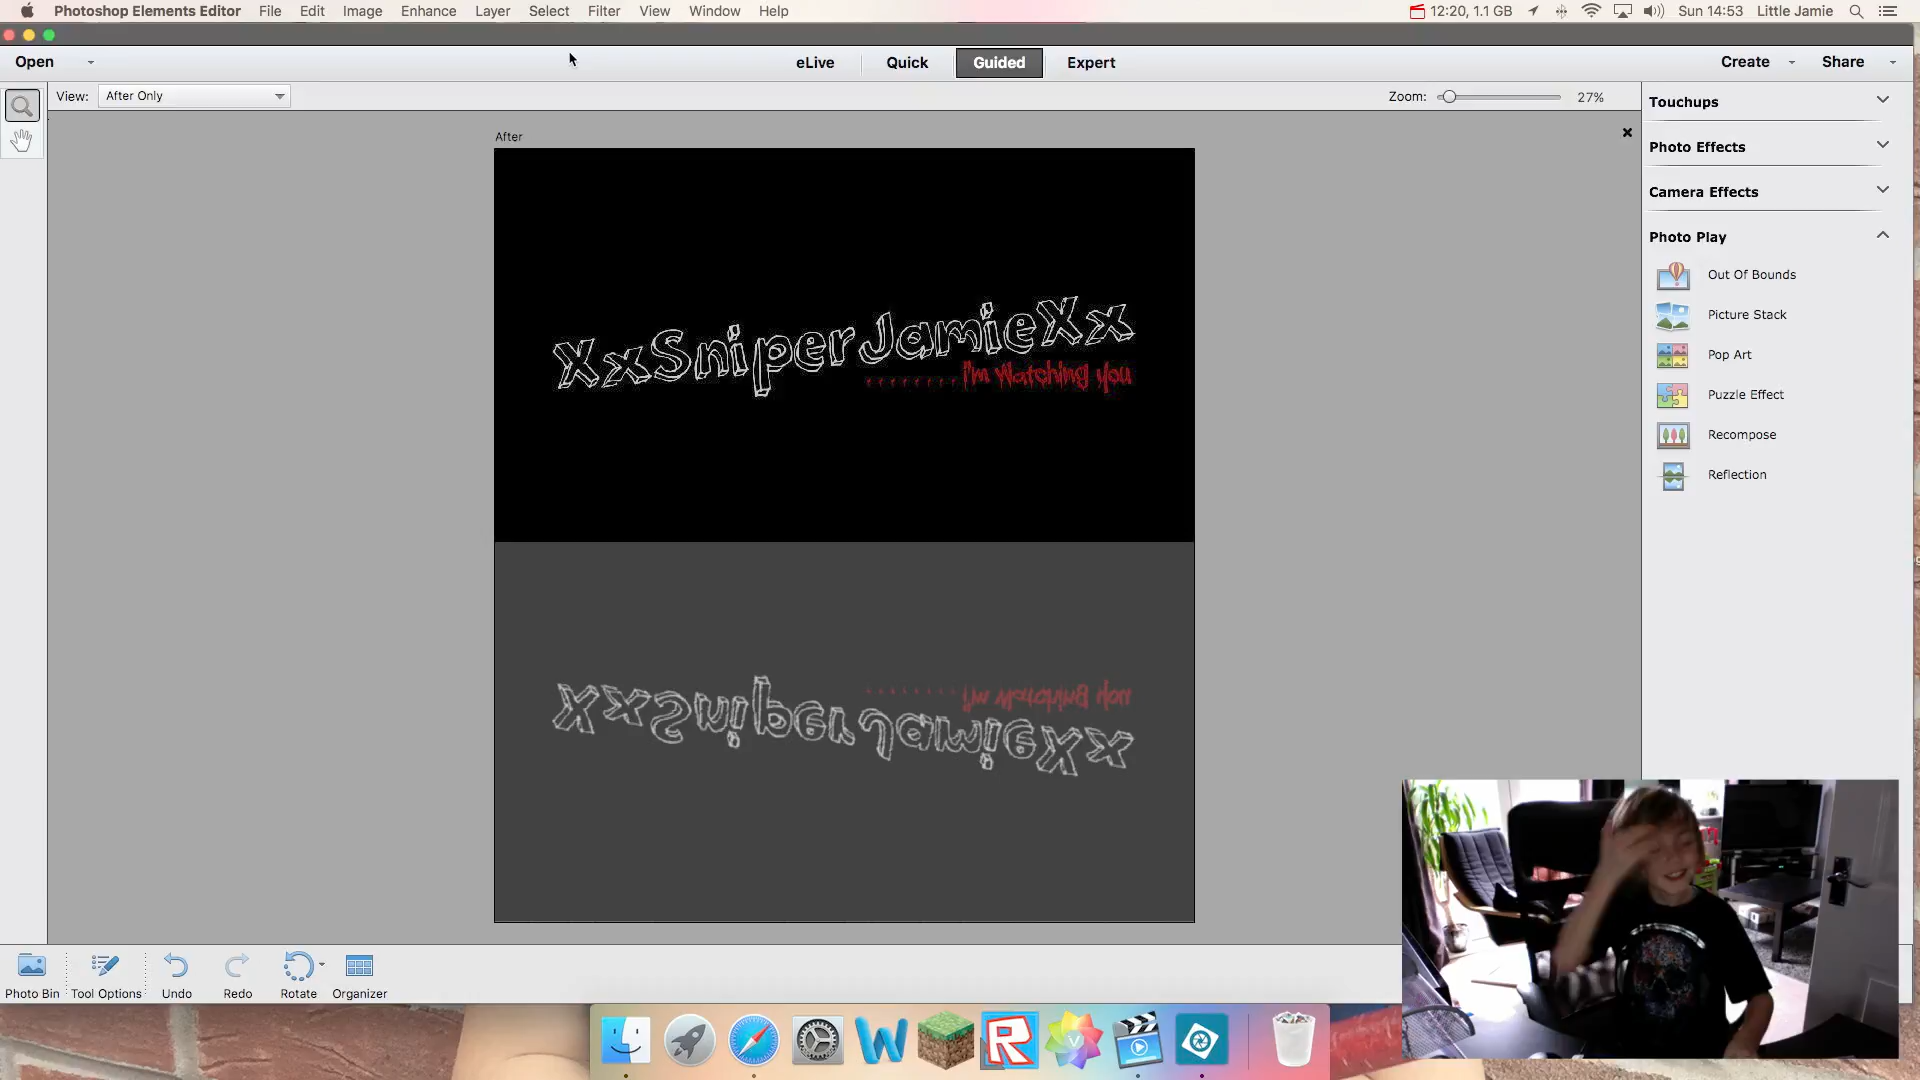 Photoshop Elements Editor File Edit Image Enhance Layer Select Filter View Window Help 12:20, 1.1 GB Sun 14:53 Little Jamie
Open eLive Quick Guided Expert Create Share
View: After Only Zoom: 27%
After
XxSniperJamieXx
........I'm Watching you
I'm Watching you
XxSniperJamieXx
Touchups
Photo Effects
Camera Effects
Photo Play
Out Of Bounds
Picture Stack
Pop Art
Puzzle Effect
Recompose
Reflection
Photo Bin Tool Options Undo Redo Rotate Organizer
W R V